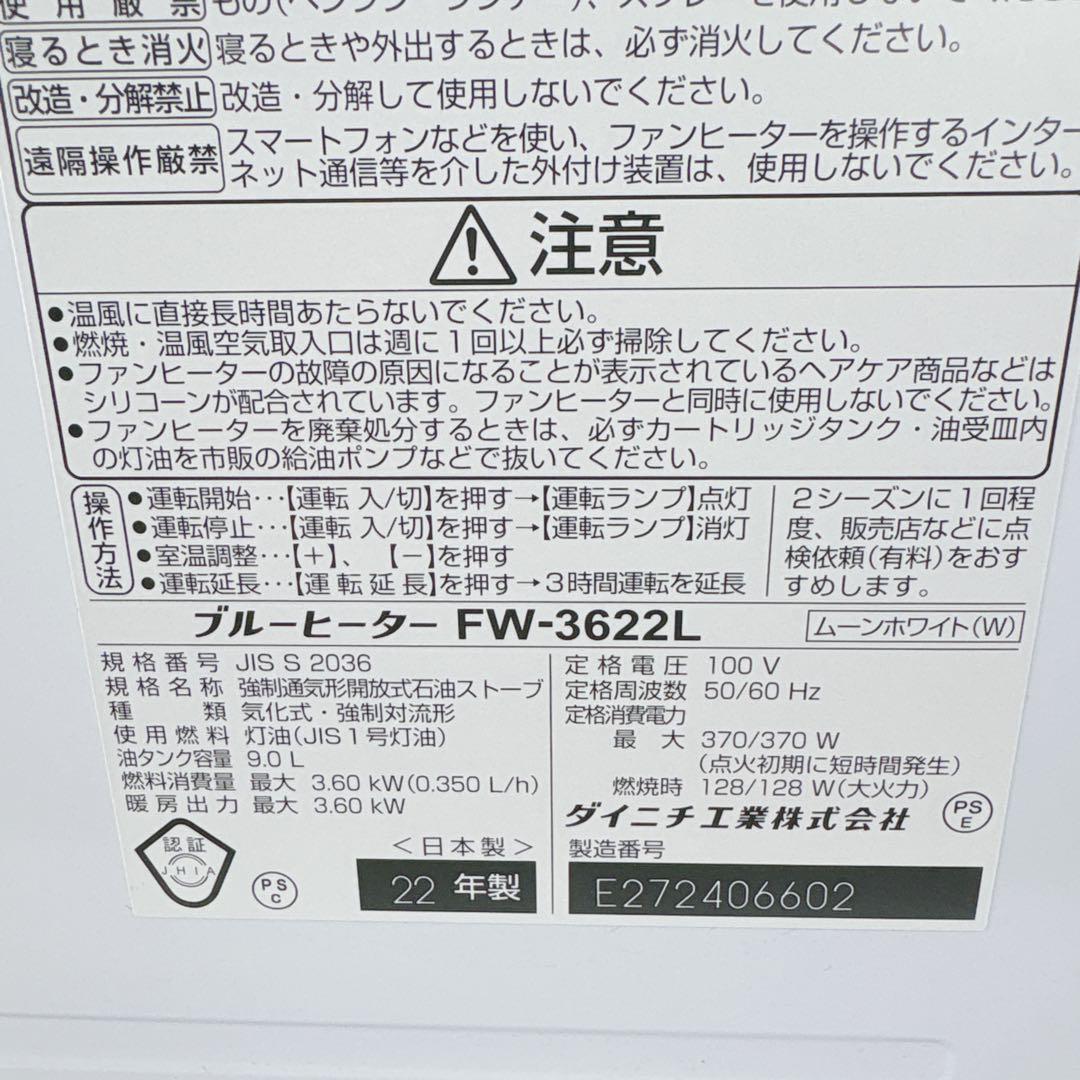 使用厳禁
寝るとき消火 寝るときや外出するときは、必ず消火してください。
改造・分解禁止 改造・分解して使用しないでください。
遠隔操作厳禁 スマートフォンなどを使い、ファンヒーターを操作するインター
ネット通信等を介した外付け装置は、使用しないでください。
注意
●温風に直接長時間あたらないでください。
●燃焼・温風空気取入口は週に1回以上必ず掃除してください。
●ファンヒーターの故障の原因になることが表示されているヘアケア商品などは
シリコーンが配合されています。ファンヒーターと同時に使用しないでください。
●ファンヒーターを廃棄処分するときは、必ずカートリッジタンク・油受皿内
の灯油を市販の給油ポンプなどで抜いてください。
操作方法
●運転開始…【運転 入/切】を押す→【運転ランプ】点灯
●運転停止…【運転 入/切】を押す→【運転ランプ】消灯
●室温調整…【+】、【−】を押す
●運転延長…【運転延長】を押す→3時間運転を延長
2シーズンに1回程
度、販売店などに点
検依頼(有料)をおす
すめします。
ブルーヒーター FW-3622L ムーンホワイト(W)
規格番号 JIS S 2036
規格名称 強制通気形開放式石油ストーブ
種類 気化式・強制対流形
使用燃料 灯油(JIS1号灯油)
油タンク容量 9.0 L
燃料消費量 最大 3.60 kW(0.350 L/h)
暖房出力 最大 3.60 kW
定格電圧 100 V
定格周波数 50/60 Hz
定格消費電力
最大 370/370 W
(点火初期に短時間発生)
燃焼時 128/128 W(大火力)
ダイニチ工業株式会社
PS
E
認証
JHIA
PS
C
<日本製>
22 年製
製造番号
E272406602